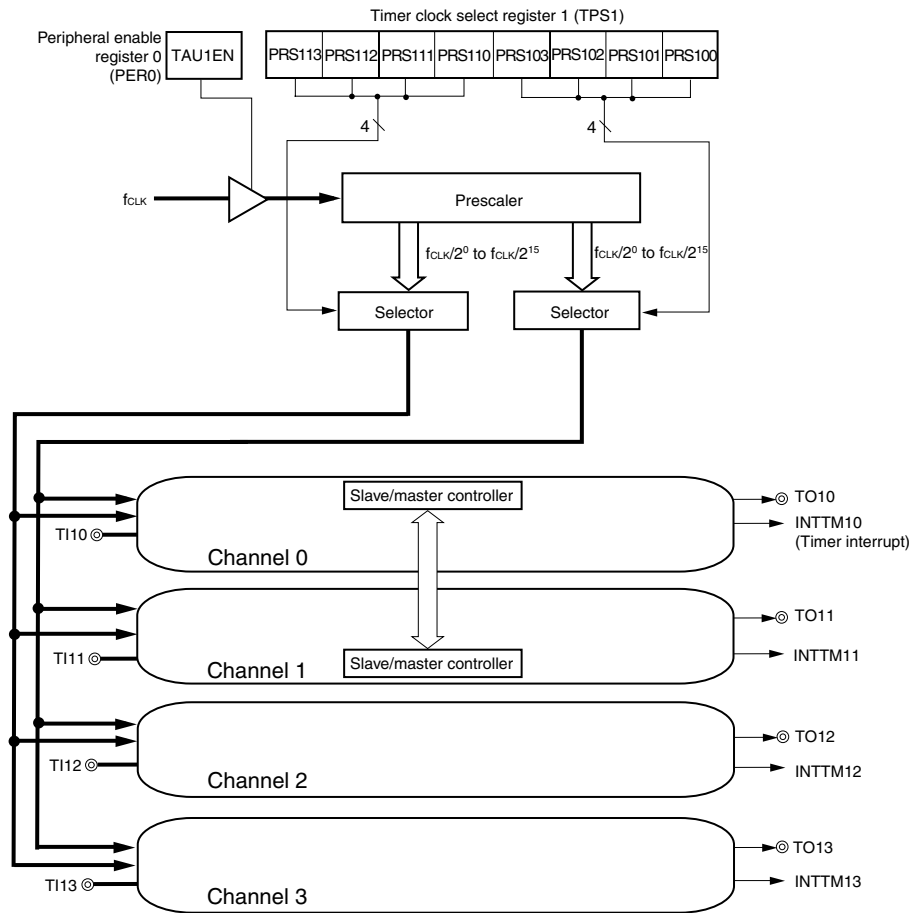 Timer clock select register 1 (TPS1)
Peripheral enable
register 0
(PER0)
TAU1EN
PRS113 PRS112 PRS111 PRS110 PRS103 PRS102 PRS101 PRS100
4
4
fCLK
Prescaler
fCLK/2⁰ to fCLK/2¹⁵
fCLK/2⁰ to fCLK/2¹⁵
Selector
Selector
Slave/master controller
TO10
INTTM10
(Timer interrupt)
TI10
Channel 0
TO11
TI11
Channel 1
Slave/master controller
INTTM11
TO12
TI12
Channel 2
INTTM12
TO13
TI13
Channel 3
INTTM13